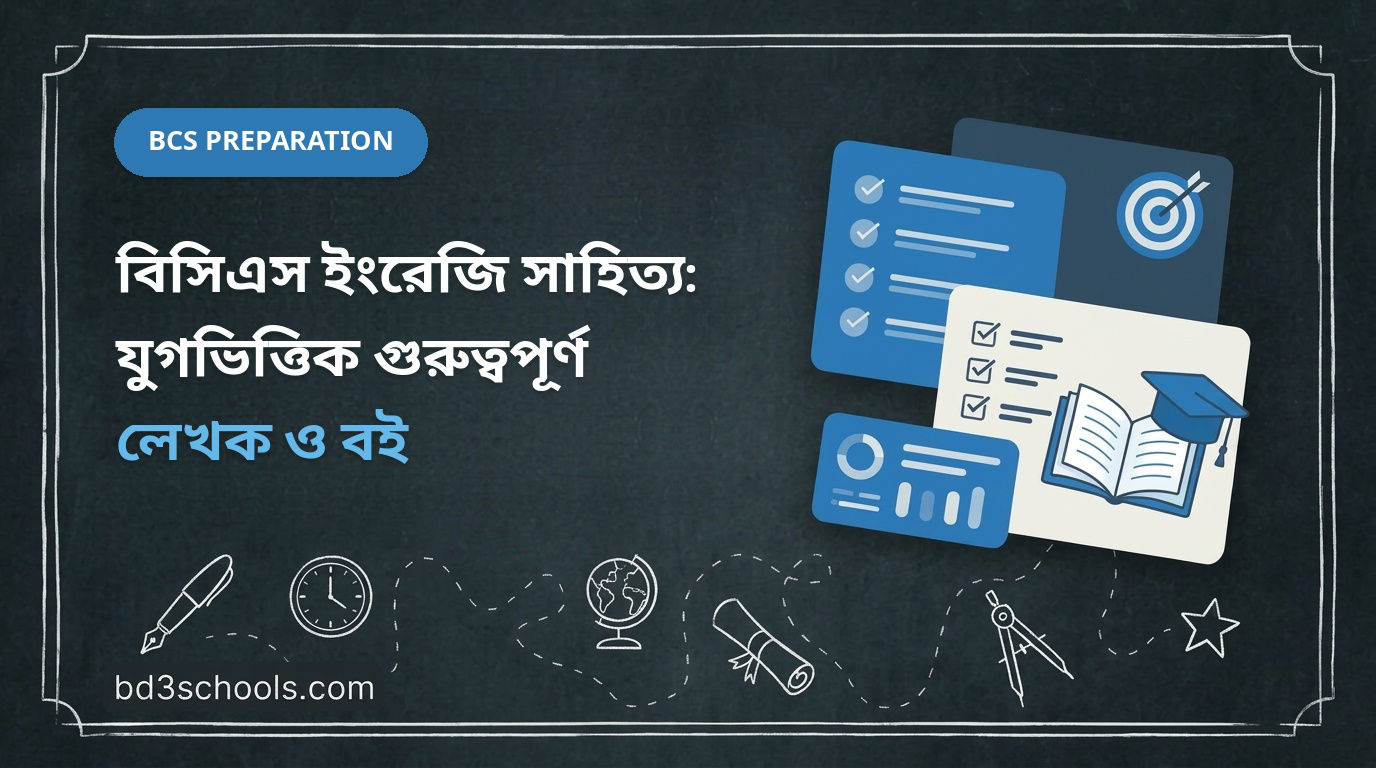 BCS PREPARATION
বিসিএস ইংরেজি সাহিত্য:
যুগভিত্তিক গুরুত্বপূর্ণ
লেখক ও বই
bd3schools.com